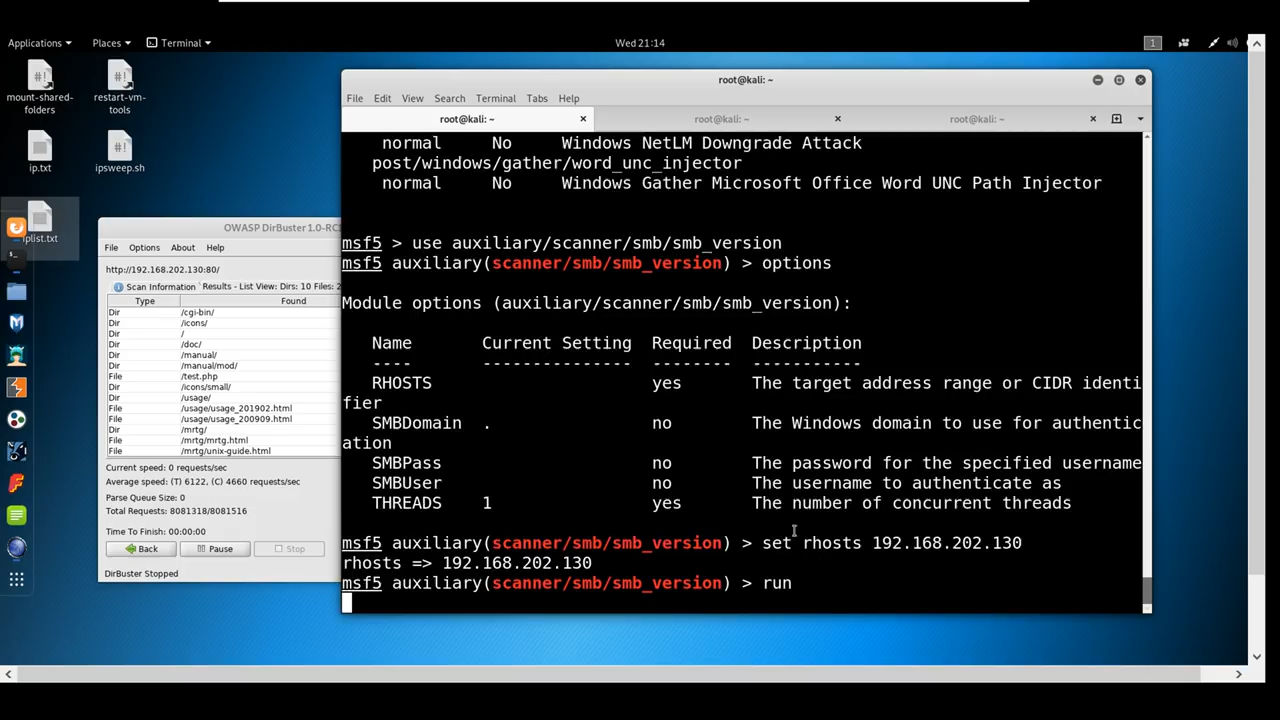 Applications Places Terminal Wed 21:14 1
mount-shared-
folders
restart-vm-
tools
ip.txt
ipsweep.sh
iplist.txt
OWASP DirBuster 1.0-RC
File Options About Help
http://192.168.202.130:80/
Scan Information Results - List View: Dirs: 10 Files:
Type Found
Dir /cgi-bin/
Dir /icons/
Dir /
Dir /doc/
Dir /manual/
Dir /manual/mod/
File /test.php
Dir /icons/small/
Dir /usage/
File /usage/usage_201902.html
File /usage/usage_200909.html
Dir /mrtg/
File /mrtg/mrtg.html
File /mrtg/unix-guide.html
Current speed: 0 requests/sec
Average speed: (T) 6122, (C) 4660 requests/sec
Parse Queue Size: 0
Total Requests: 8081318/8081516
Time To Finish: 00:00:00
Back Pause Stop
DirBuster Stopped
root@kali: ~
File Edit View Search Terminal Tabs Help
root@kali: ~ root@kali: ~ root@kali: ~
normal No Windows NetLM Downgrade Attack
post/windows/gather/word_unc_injector
normal No Windows Gather Microsoft Office Word UNC Path Injector
msf5 > use auxiliary/scanner/smb/smb_version
msf5 auxiliary(scanner/smb/smb_version) > options
Module options (auxiliary/scanner/smb/smb_version):
Name Current Setting Required Description
---- --------------- -------- -----------
RHOSTS yes The target address range or CIDR identi
fier
SMBDomain . no The Windows domain to use for authentic
ation
SMBPass no The password for the specified username
SMBUser no The username to authenticate as
THREADS 1 yes The number of concurrent threads
msf5 auxiliary(scanner/smb/smb_version) > set rhosts 192.168.202.130
rhosts => 192.168.202.130
msf5 auxiliary(scanner/smb/smb_version) > run